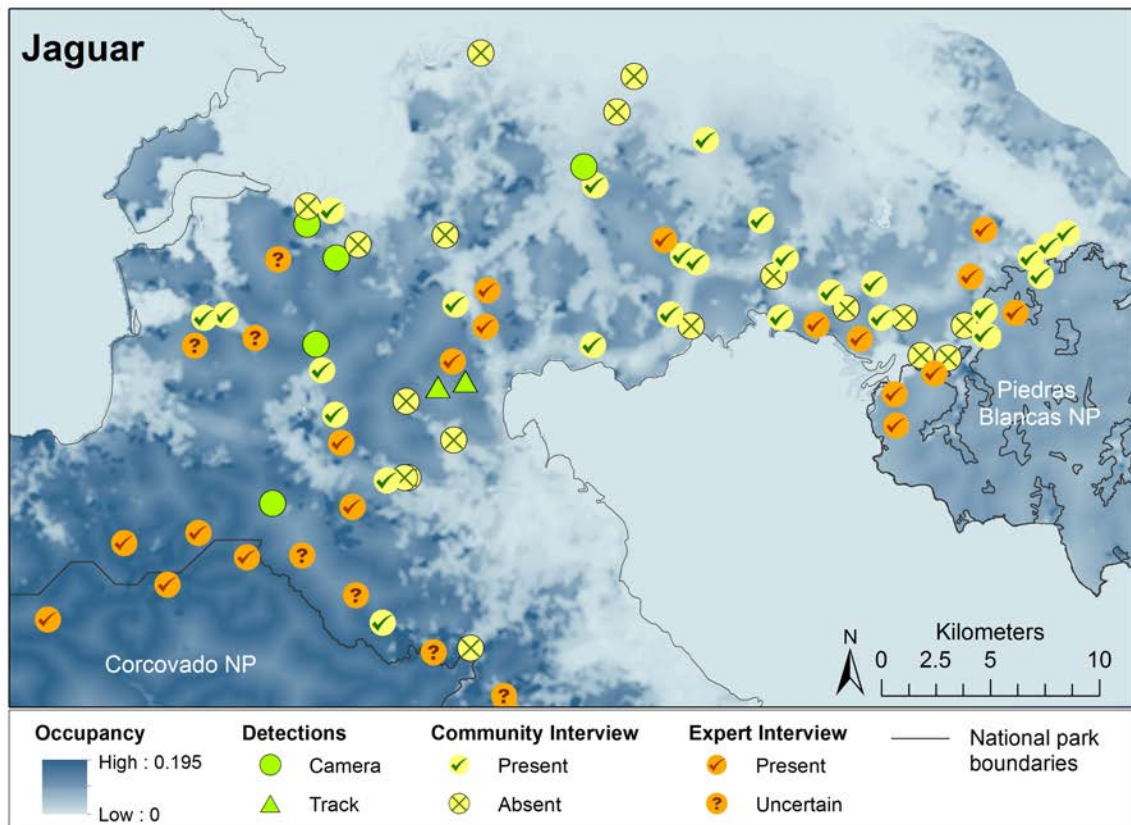 Jaguar
Piedras
Blancas NP
Corcovado NP
N
Kilometers
0 2.5 5 10
Occupancy
High : 0.195
Low : 0
Detections
Camera
Track
Community Interview
Present
Absent
Expert Interview
Present
Uncertain
National park
boundaries